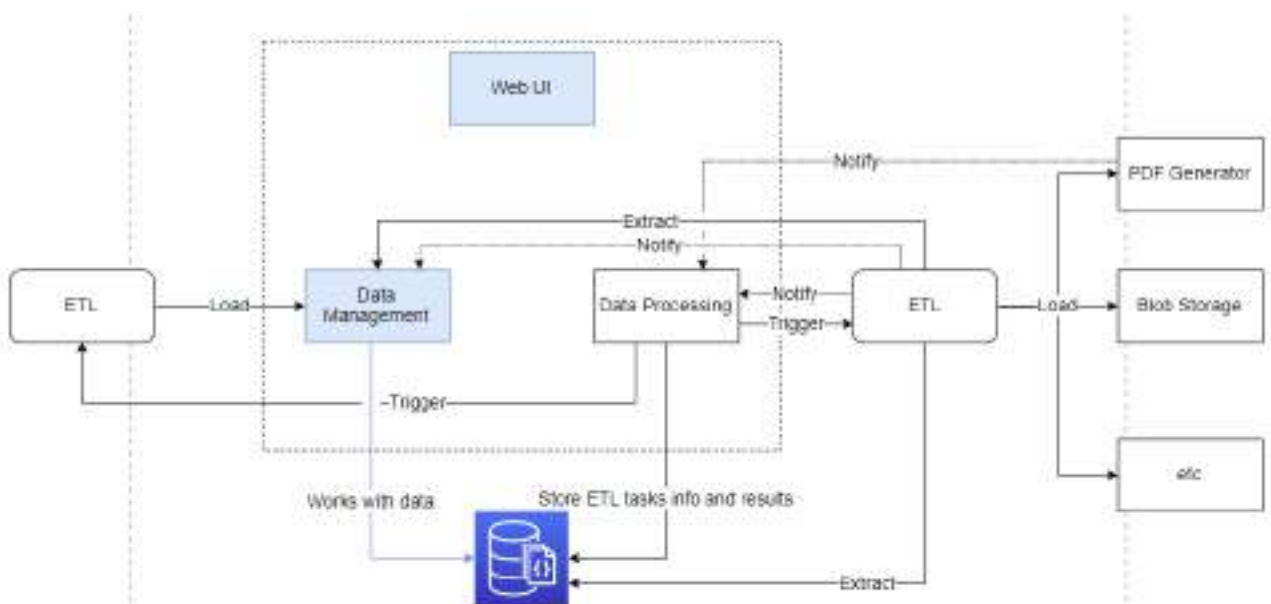 Web UI
Notify
PDF Generator
Extract
Notify
ETL
Load
Data
Management
Data Processing
Notify
Trigger
ETL
Load
Blob Storage
Trigger
etc
Works with data
Store ETL tasks info and results
Extract